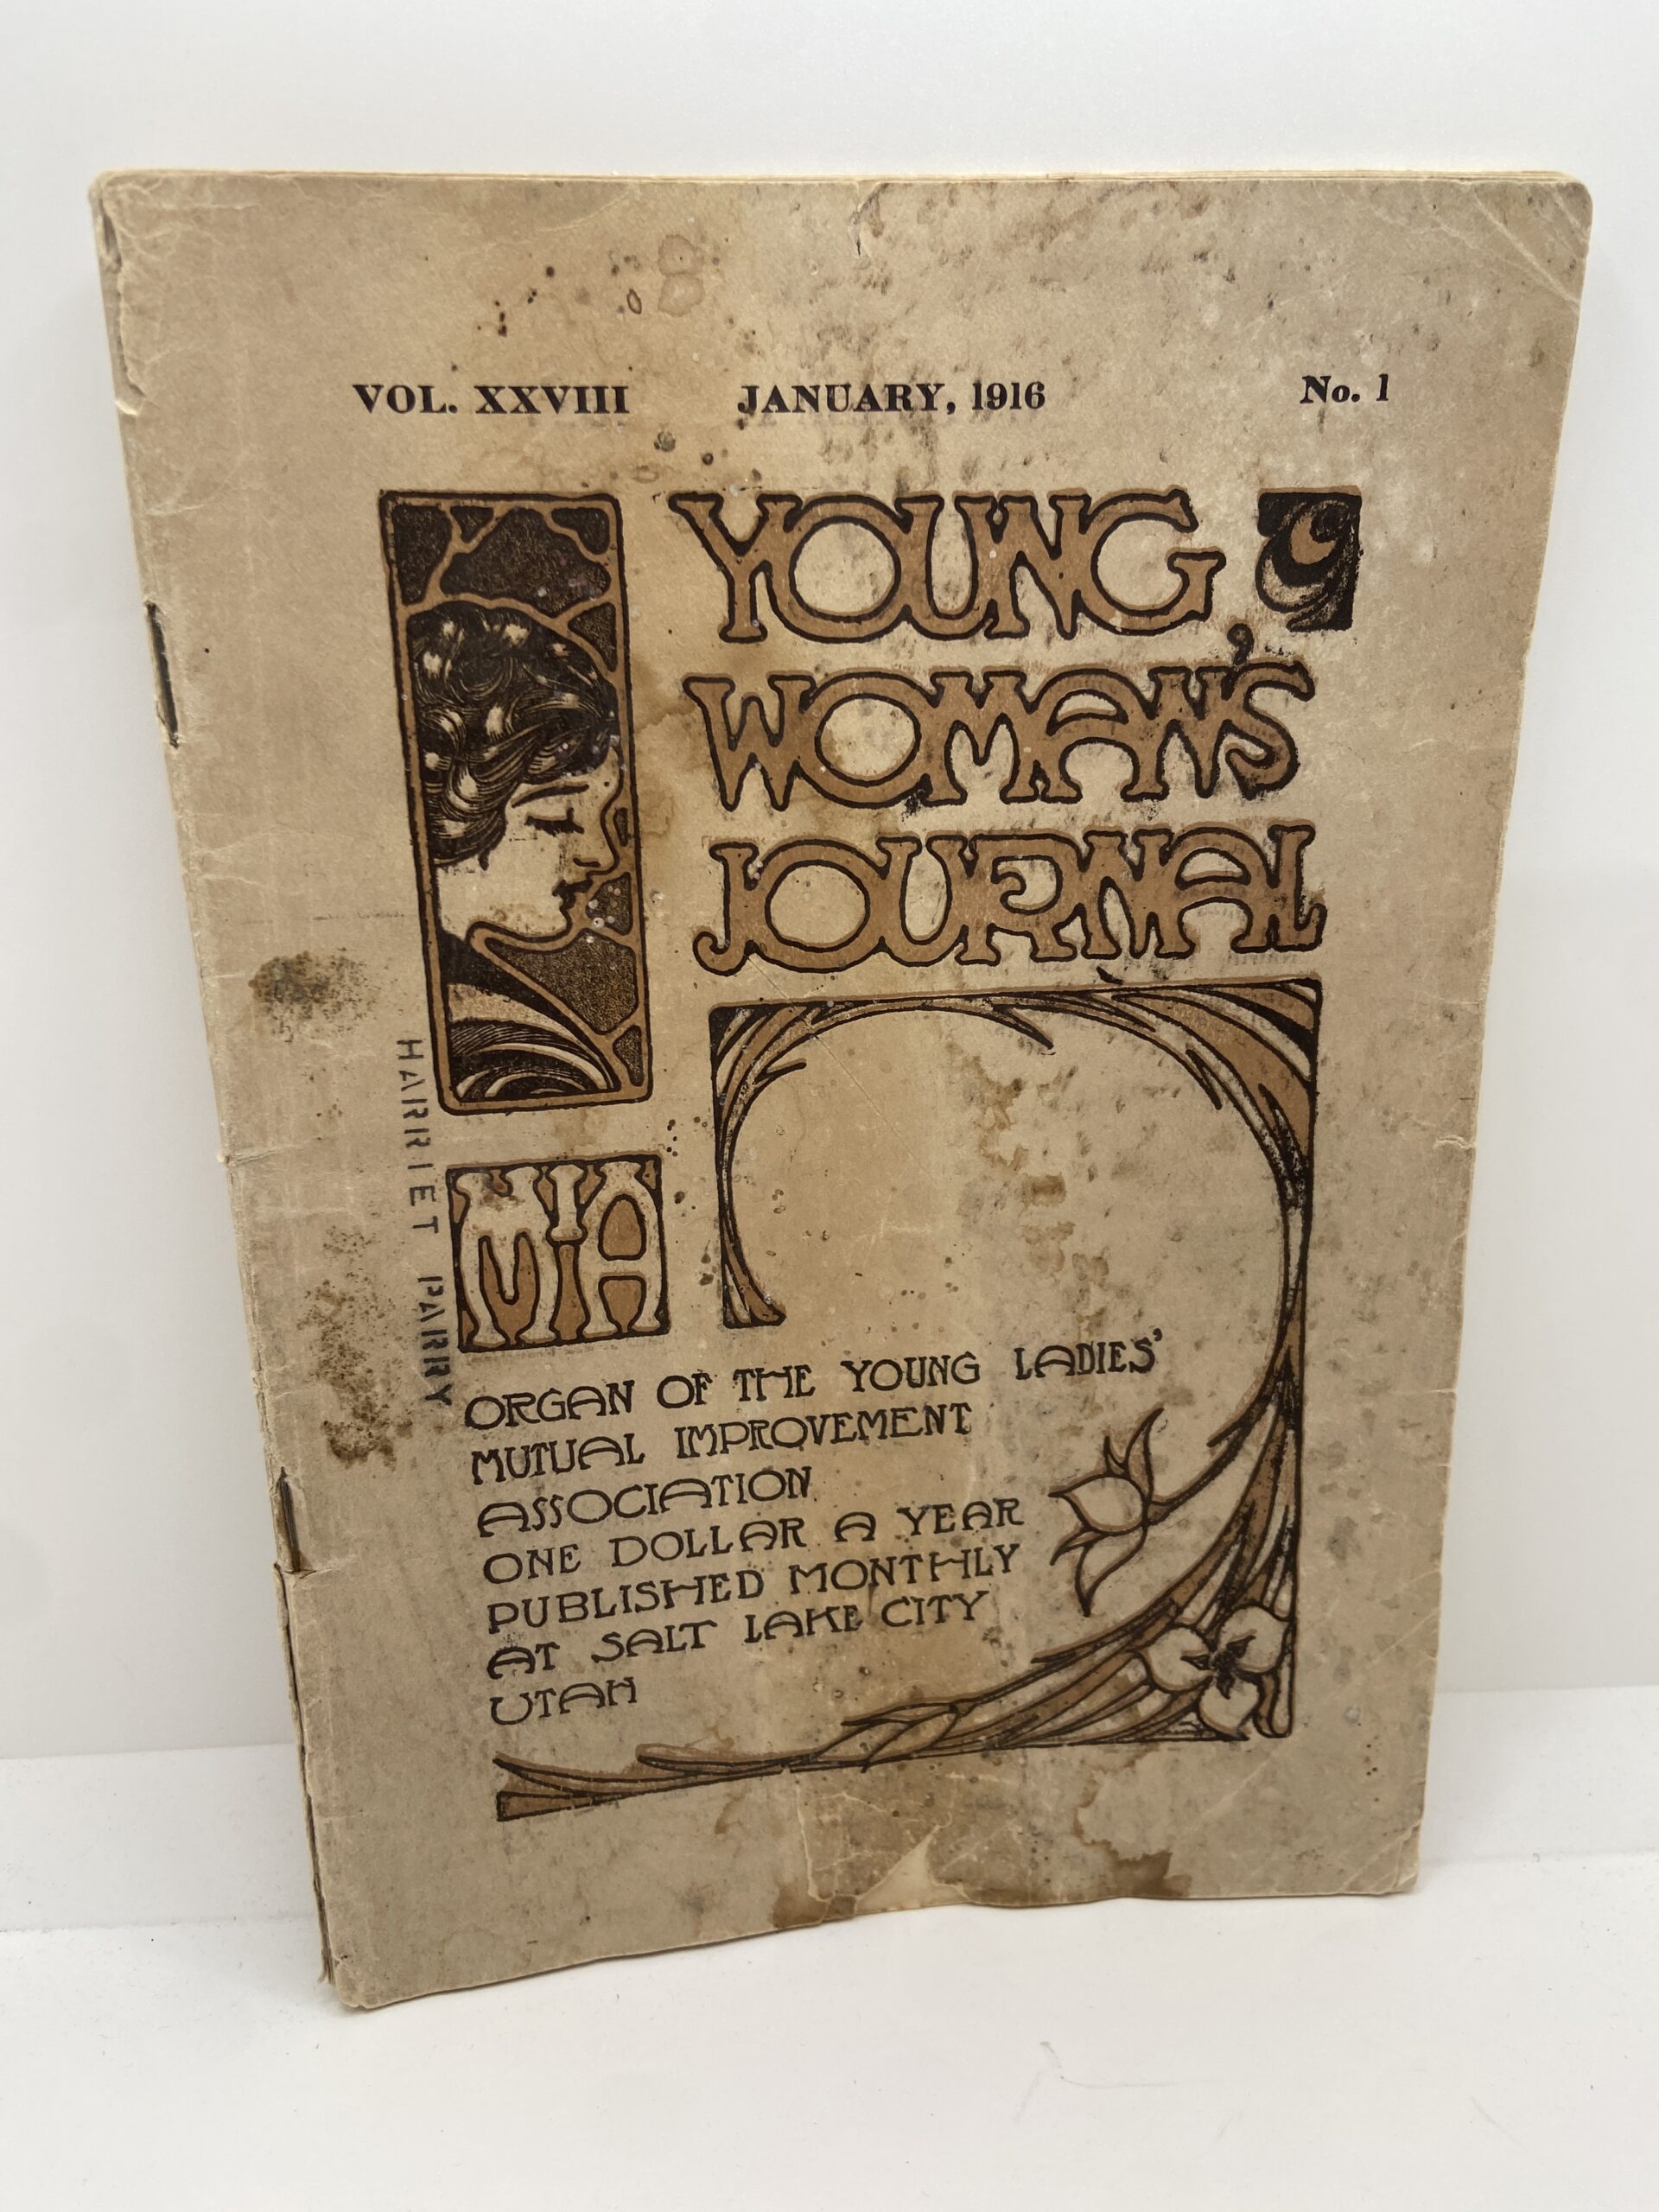 VOL. XXVIII JANUARY, 1916 No. 1
YOUNG
WOMAN'S
JOURNAL
HARRIET PARRY
MIA
ORGAN OF THE YOUNG LADIES'
MUTUAL IMPROVEMENT
ASSOCIATION
ONE DOLLAR A YEAR
PUBLISHED MONTHLY
AT SALT LAKE CITY
UTAH